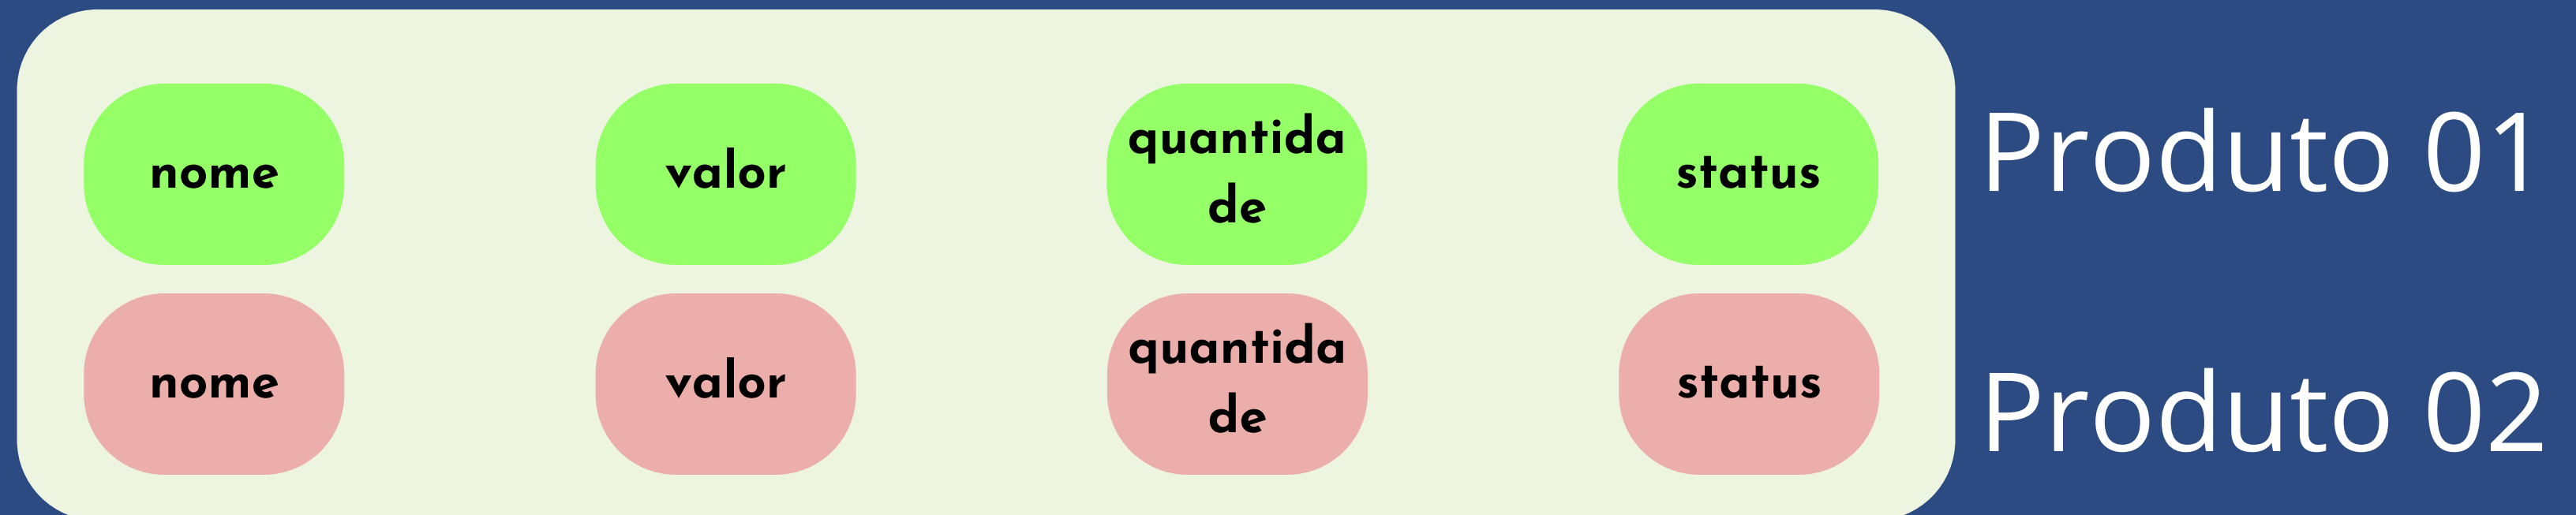 nome
valor
quantida
de
status
Produto 01
nome
valor
quantida
de
status
Produto 02